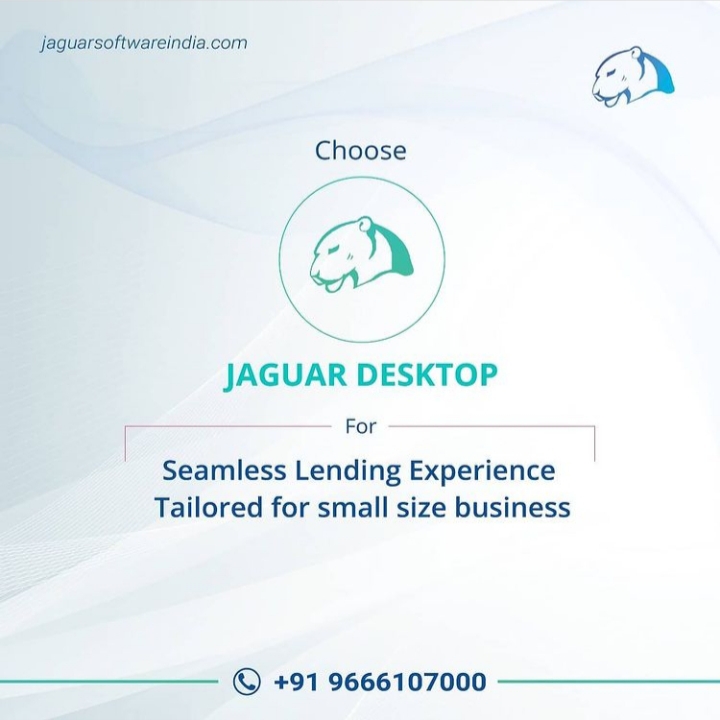 jaguarsoftwareindia.com
Choose
JAGUAR DESKTOP
For
Seamless Lending Experience
Tailored for small size business
+91 9666107000